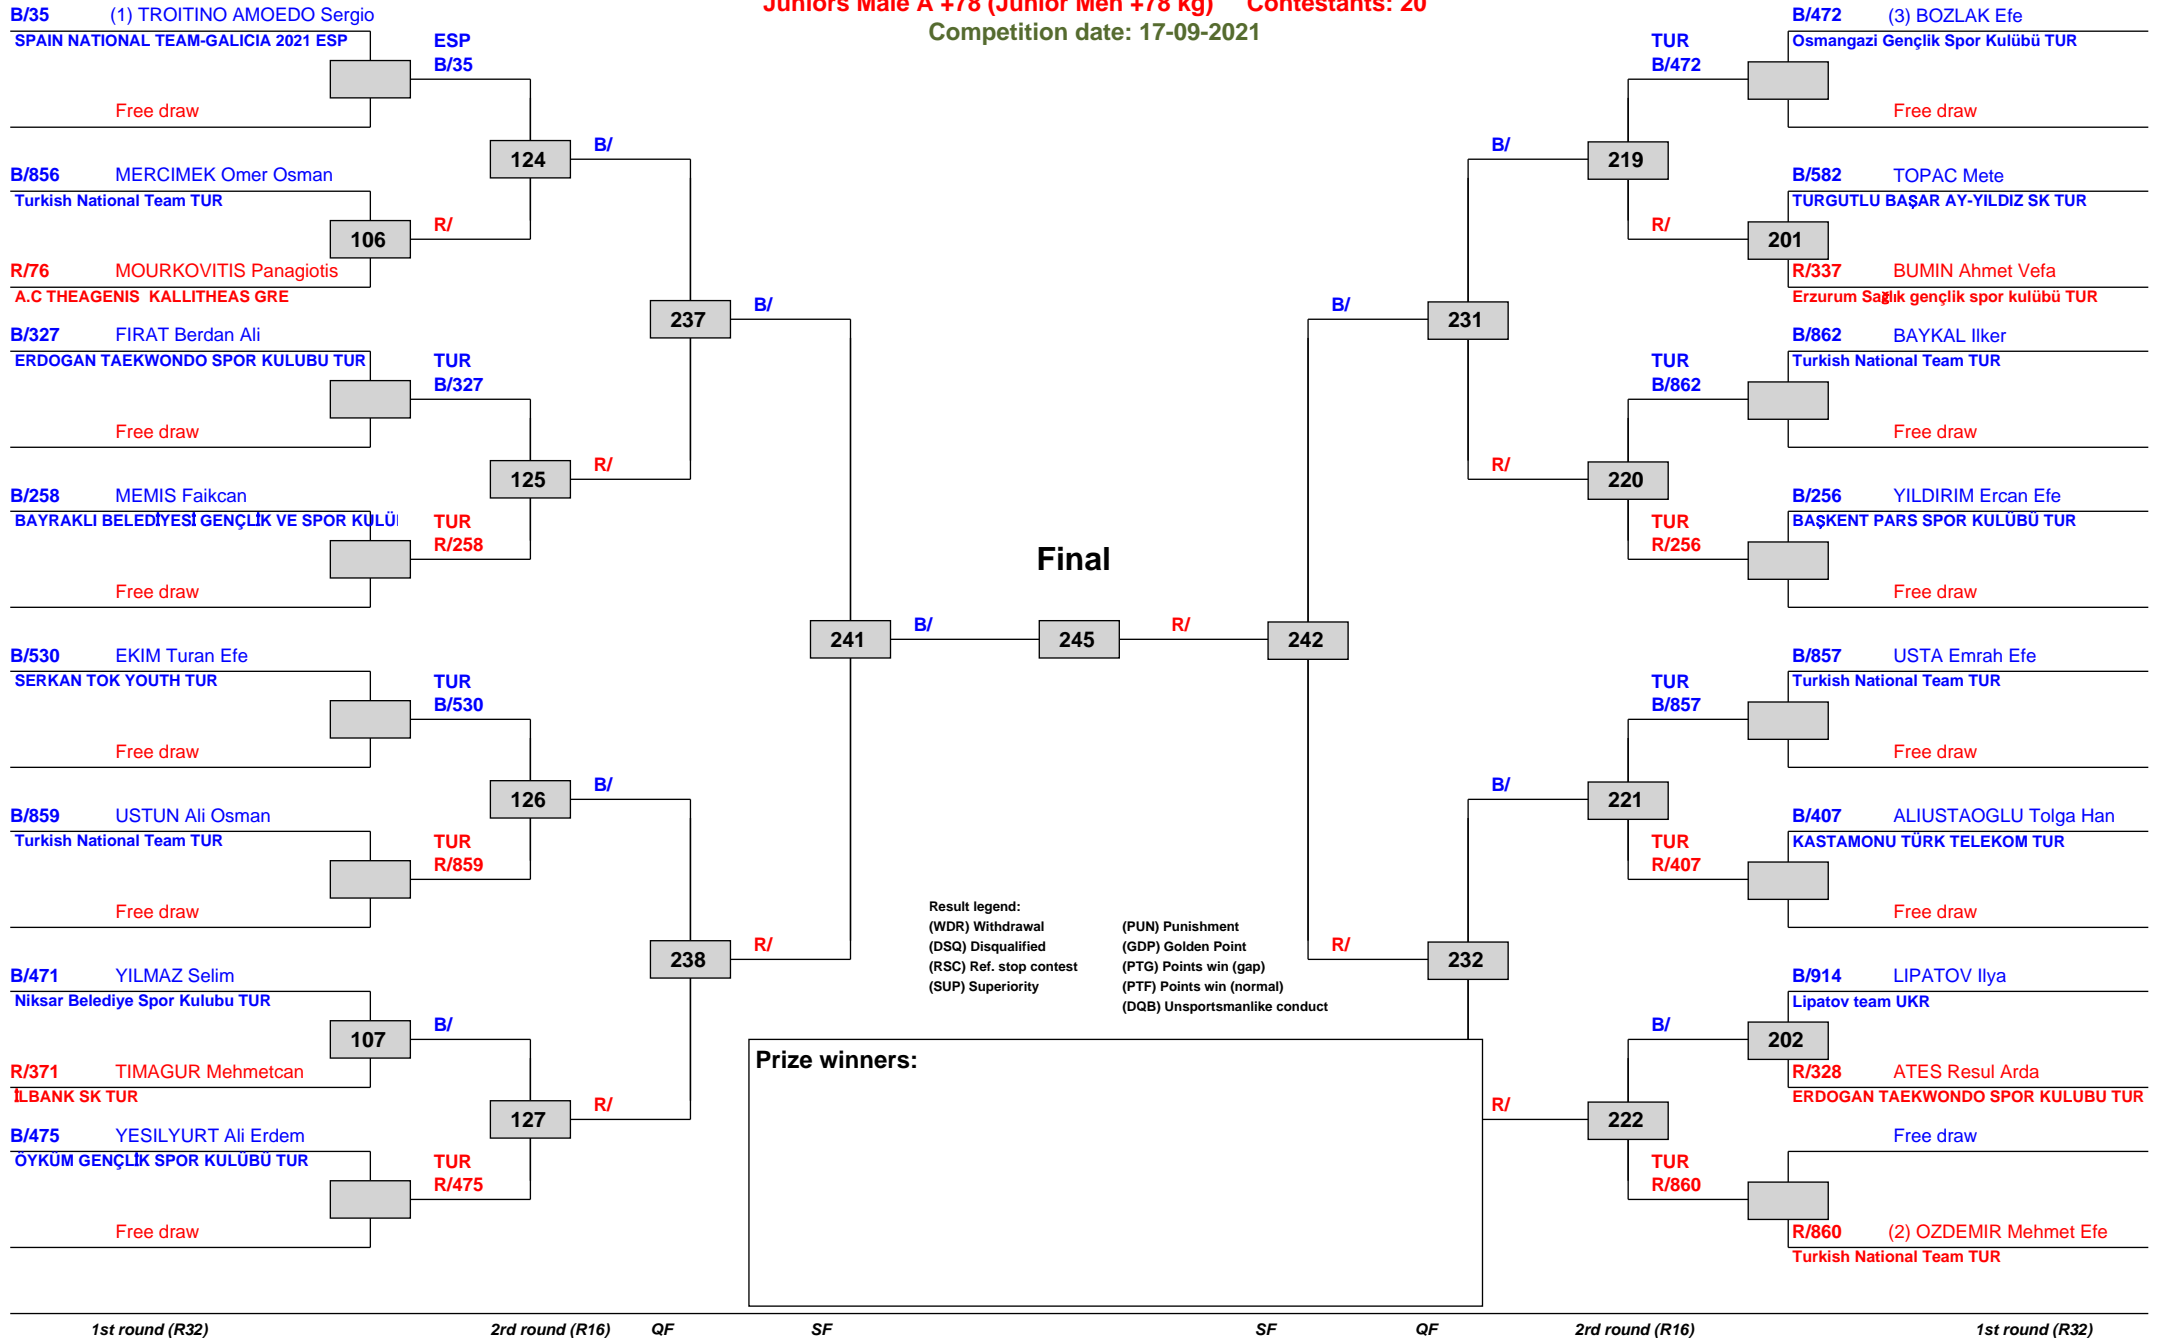 Juniors Male A +78 (Junior Men +78 kg) Contestants: 20
Competition date: 17-09-2021
B/35 (1) TROITINO AMOEDO Sergio
SPAIN NATIONAL TEAM-GALICIA 2021 ESP
Free draw
ESP
B/35
B/856 MERCIMEK Omer Osman
Turkish National Team TUR
106
R/76 MOURKOVITIS Panagiotis
A.C THEAGENIS KALLITHEAS GRE
R/
124
B/
B/327 FIRAT Berdan Ali
ERDOGAN TAEKWONDO SPOR KULUBU TUR
Free draw
TUR
B/327
B/258 MEMIS Faikcan
BAYRAKLI BELEDİYESİ GENÇLİK VE SPOR KULÜ
Free draw
TUR
R/258
125
R/
237
B/
B/530 EKIM Turan Efe
SERKAN TOK YOUTH TUR
Free draw
TUR
B/530
B/859 USTUN Ali Osman
Turkish National Team TUR
Free draw
TUR
R/859
126
B/
B/471 YILMAZ Selim
Niksar Belediye Spor Kulubu TUR
107
R/371 TIMAGUR Mehmetcan
İLBANK SK TUR
B/
B/475 YESILYURT Ali Erdem
ÖYKÜM GENÇLİK SPOR KULÜBÜ TUR
Free draw
TUR
R/475
127
R/
238
R/
241
B/
Final
245
R/
242
B/472 (3) BOZLAK Efe
Osmangazi Gençlik Spor Kulübü TUR
Free draw
TUR
B/472
B/582 TOPAC Mete
TURGUTLU BAŞAR AY-YILDIZ SK TUR
201
R/337 BUMIN Ahmet Vefa
Erzurum Sağlık gençlik spor kulübü TUR
R/
219
B/
B/862 BAYKAL Ilker
Turkish National Team TUR
Free draw
TUR
B/862
B/256 YILDIRIM Ercan Efe
BAŞKENT PARS SPOR KULÜBÜ TUR
Free draw
TUR
R/256
220
R/
231
B/
B/857 USTA Emrah Efe
Turkish National Team TUR
Free draw
TUR
B/857
B/407 ALIUSTAOGLU Tolga Han
KASTAMONU TÜRK TELEKOM TUR
Free draw
TUR
R/407
221
B/
B/914 LIPATOV Ilya
Lipatov team UKR
202
R/328 ATES Resul Arda
ERDOGAN TAEKWONDO SPOR KULUBU TUR
B/
Free draw
R/860 (2) OZDEMIR Mehmet Efe
Turkish National Team TUR
TUR
R/860
222
R/
232
R/
Result legend:
(WDR) Withdrawal (PUN) Punishment
(DSQ) Disqualified (GDP) Golden Point
(RSC) Ref. stop contest (PTG) Points win (gap)
(SUP) Superiority (PTF) Points win (normal)
(DQB) Unsportsmanlike conduct
Prize winners:
1st round (R32) 2rd round (R16) QF SF SF QF 2rd round (R16) 1st round (R32)